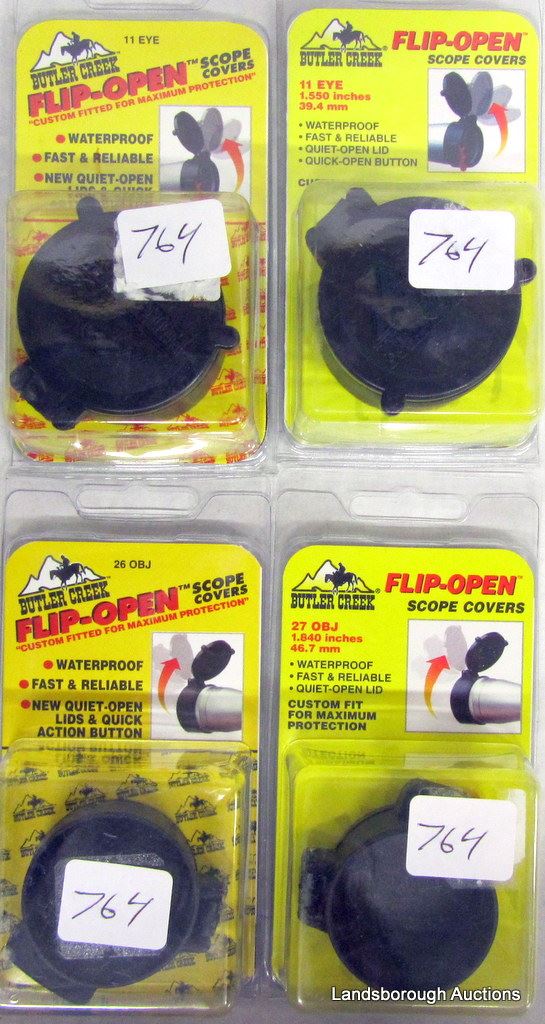 11 EYE
BUTLER CREEK
FLIP-OPEN™ SCOPE COVERS
"CUSTOM FITTED FOR MAXIMUM PROTECTION"
• WATERPROOF
• FAST & RELIABLE
• NEW QUIET-OPEN
LIDS & QUICK
764
BUTLER CREEK®
FLIP-OPEN™
SCOPE COVERS
11 EYE
1.550 inches
39.4 mm
• WATERPROOF
• FAST & RELIABLE
• QUIET-OPEN LID
• QUICK-OPEN BUTTON
764
26 OBJ
BUTLER CREEK
FLIP-OPEN™ SCOPE COVERS
"CUSTOM FITTED FOR MAXIMUM PROTECTION"
• WATERPROOF
• FAST & RELIABLE
• NEW QUIET-OPEN
LIDS & QUICK
ACTION BUTTON
764
BUTLER CREEK®
FLIP-OPEN™
SCOPE COVERS
27 OBJ
1.840 inches
46.7 mm
• WATERPROOF
• FAST & RELIABLE
• QUIET-OPEN LID
CUSTOM FIT
FOR MAXIMUM
PROTECTION
764
Landsborough Auctions